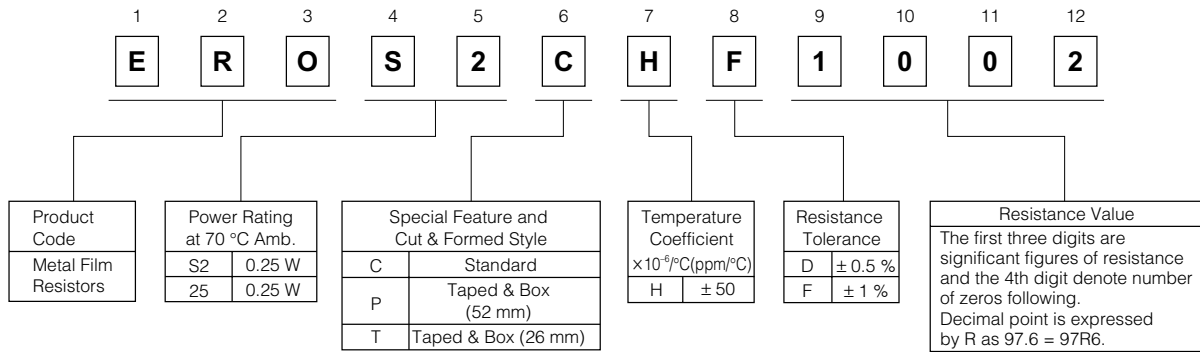 1 2 3 4 5 6 7 8 9 10 11 12
E R O S 2 C H F 1 0 0 2
Product
Code
Metal Film
Resistors
Power Rating
at 70 °C Amb.
S2 0.25 W
25 0.25 W
Special Feature and
Cut & Formed Style
C Standard
P Taped & Box
(52 mm)
T Taped & Box (26 mm)
Temperature
Coefficient
×10⁻⁶/°C(ppm/°C)
H ± 50
Resistance
Tolerance
D ± 0.5 %
F ± 1 %
Resistance Value
The first three digits are
significant figures of resistance
and the 4th digit denote number
of zeros following.
Decimal point is expressed
by R as 97.6 = 97R6.